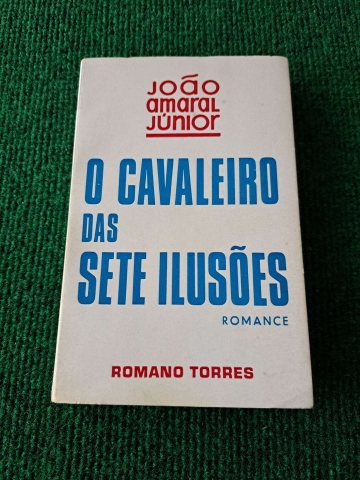 JOÃO
AMARAL
JÚNIOR
O CAVALEIRO
DAS
SETE ILUSÕES
ROMANCE
ROMANO TORRES